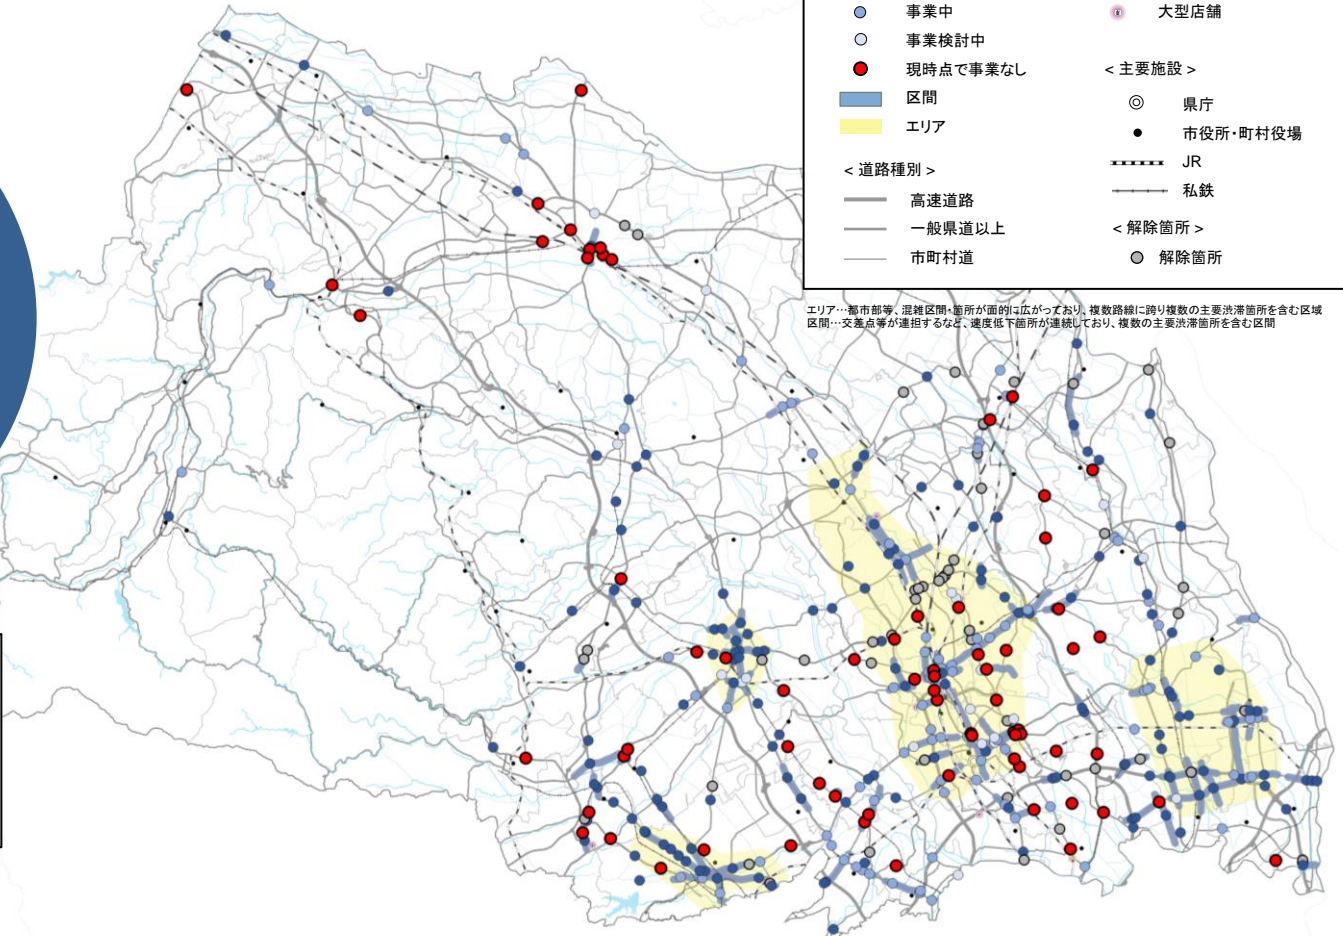 事業中
事業検討中
現時点で事業なし
区間
エリア
< 道路種別 >
高速道路
一般県道以上
市町村道
大型店舗
< 主要施設 >
県庁
市役所・町村役場
JR
私鉄
< 解除箇所 >
解除箇所
エリア…都市部等、混雑区間・箇所が面的に広がっており、複数路線に跨り複数の主要渋滞箇所を含む区域
区間…交差点等が連担するなど、速度低下箇所が連続しており、複数の主要渋滞箇所を含む区間